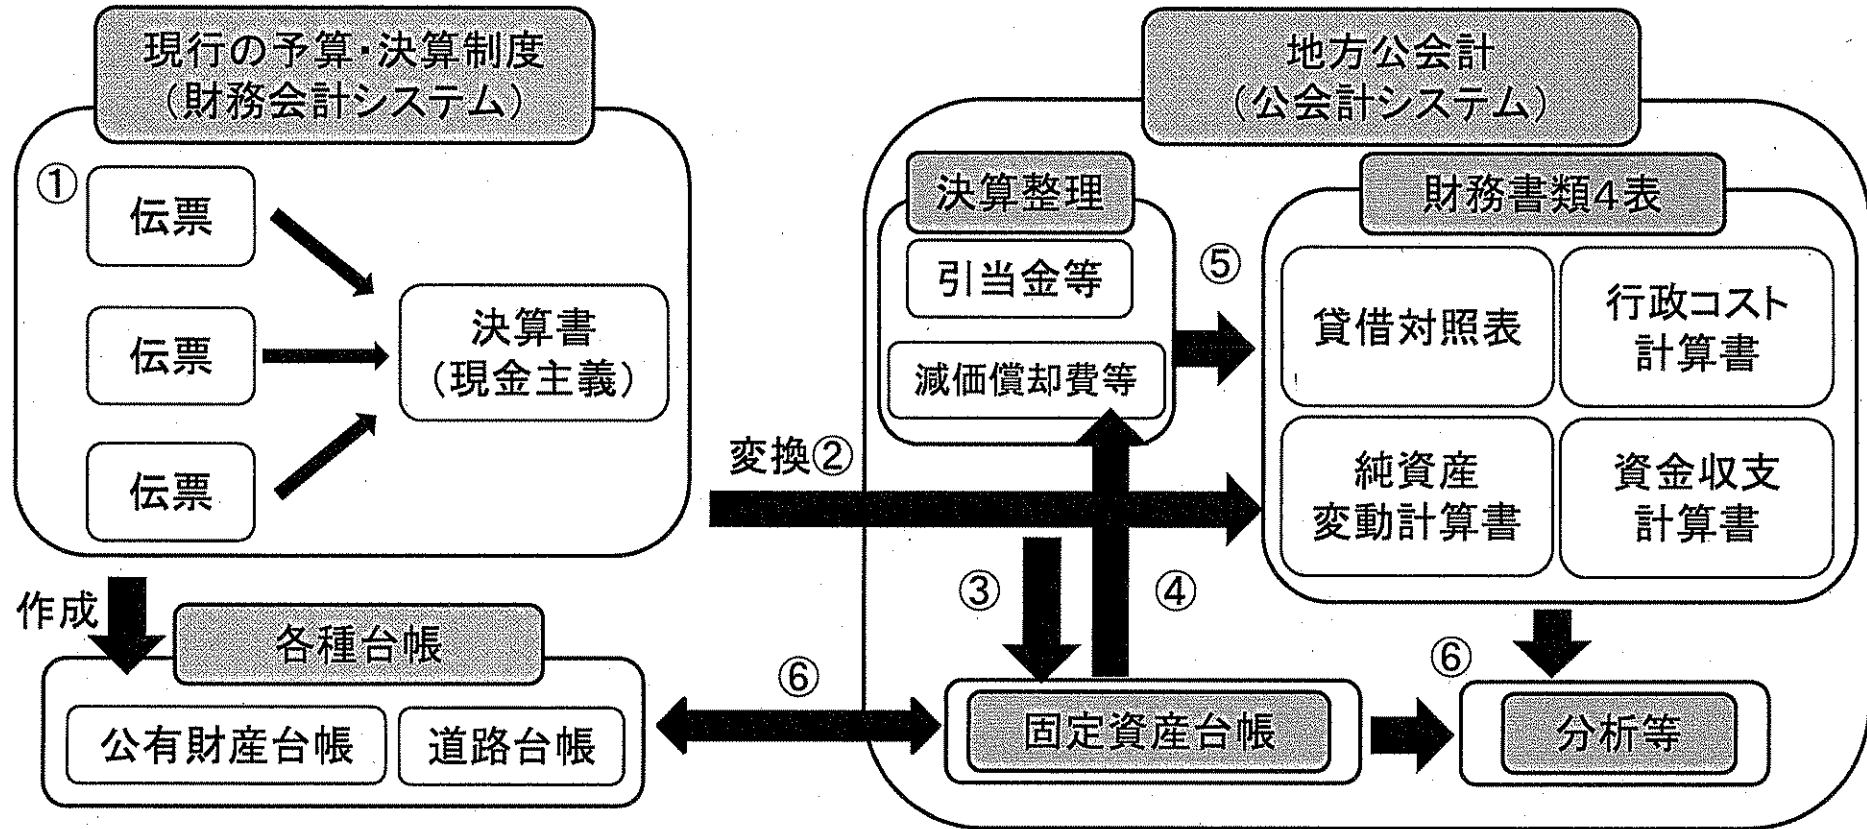 現行の予算・決算制度
（財務会計システム）
①
伝票
伝票
伝票
決算書
（現金主義）
作成
各種台帳
公有財産台帳
道路台帳
変換②
地方公会計
（公会計システム）
決算整理
引当金等
減価償却費等
⑤
財務書類4表
貸借対照表
行政コスト
計算書
純資産
変動計算書
資金収支
計算書
③
④
⑥
固定資産台帳
⑥
分析等